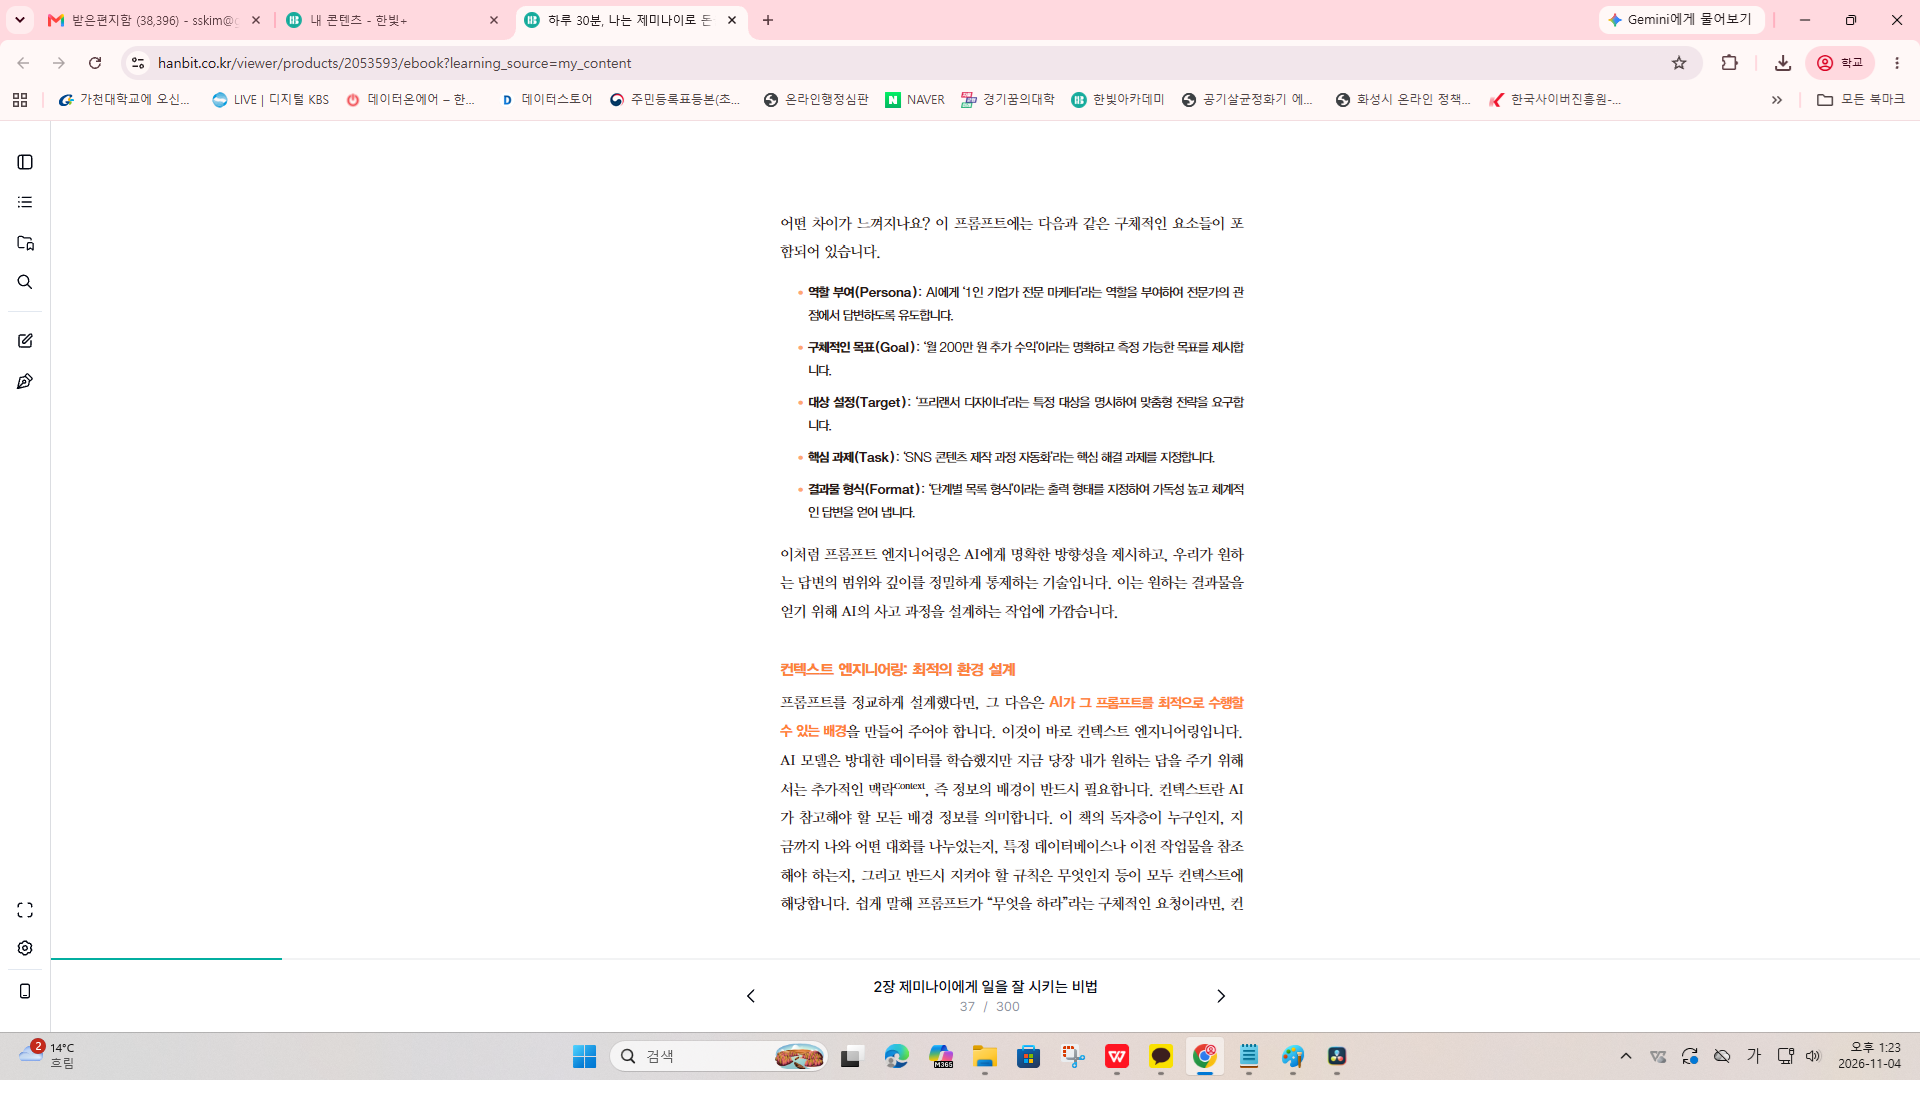 받은편지함 (38,396) - sskim@g
내 콘텐츠 - 한빛+
하루 30분, 나는 제미나이로 돈
Gemini에게 물어보기
hanbit.co.kr/viewer/products/2053593/ebook?learning_source=my_content
학교
가천대학교에 오신...
LIVE | 디지털 KBS
데이터온에어 – 한...
데이터스토어
주민등록표등본(초...
온라인행정심판
NAVER
경기꿈의대학
한빛아카데미
공기살균정화기 에...
화성시 온라인 정책...
한국사이버진흥원-...
모든 북마크
어떤 차이가 느껴지나요? 이 프롬프트에는 다음과 같은 구체적인 요소들이 포
함되어 있습니다.
• 역할 부여(Persona): AI에게 ‘1인 기업가 전문 마케터’라는 역할을 부여하여 전문가의 관
점에서 답변하도록 유도합니다.
• 구체적인 목표(Goal): ‘월 200만 원 추가 수익’이라는 명확하고 측정 가능한 목표를 제시합
니다.
• 대상 설정(Target): ‘프리랜서 디자이너’라는 특정 대상을 명시하여 맞춤형 전략을 요구합
니다.
• 핵심 과제(Task): ‘SNS 콘텐츠 제작 과정 자동화’라는 핵심 해결 과제를 지정합니다.
• 결과물 형식(Format): ‘단계별 목록 형식’이라는 출력 형태를 지정하여 가독성 높고 체계적
인 답변을 얻어 냅니다.
이처럼 프롬프트 엔지니어링은 AI에게 명확한 방향성을 제시하고, 우리가 원하
는 답변의 범위와 깊이를 정밀하게 통제하는 기술입니다. 이는 원하는 결과물을
얻기 위해 AI의 사고 과정을 설계하는 작업에 가깝습니다.
컨텍스트 엔지니어링: 최적의 환경 설계
프롬프트를 정교하게 설계했다면, 그 다음은 AI가 그 프롬프트를 최적으로 수행할
수 있는 배경을 만들어 주어야 합니다. 이것이 바로 컨텍스트 엔지니어링입니다.
AI 모델은 방대한 데이터를 학습했지만 지금 당장 내가 원하는 답을 주기 위해
서는 추가적인 맥락Context, 즉 정보의 배경이 반드시 필요합니다. 컨텍스트란 AI
가 참고해야 할 모든 배경 정보를 의미합니다. 이 책의 독자층이 누구인지, 지
금까지 나와 어떤 대화를 나누었는지, 특정 데이터베이스나 이전 작업물을 참조
해야 하는지, 그리고 반드시 지켜야 할 규칙은 무엇인지 등이 모두 컨텍스트에
해당합니다. 쉽게 말해 프롬프트가 “무엇을 하라”라는 구체적인 요청이라면, 컨
2장 제미나이에게 일을 잘 시키는 비법
37 / 300
2
14°C
흐림
검색
M365
가
오후 1:23
2026-11-04